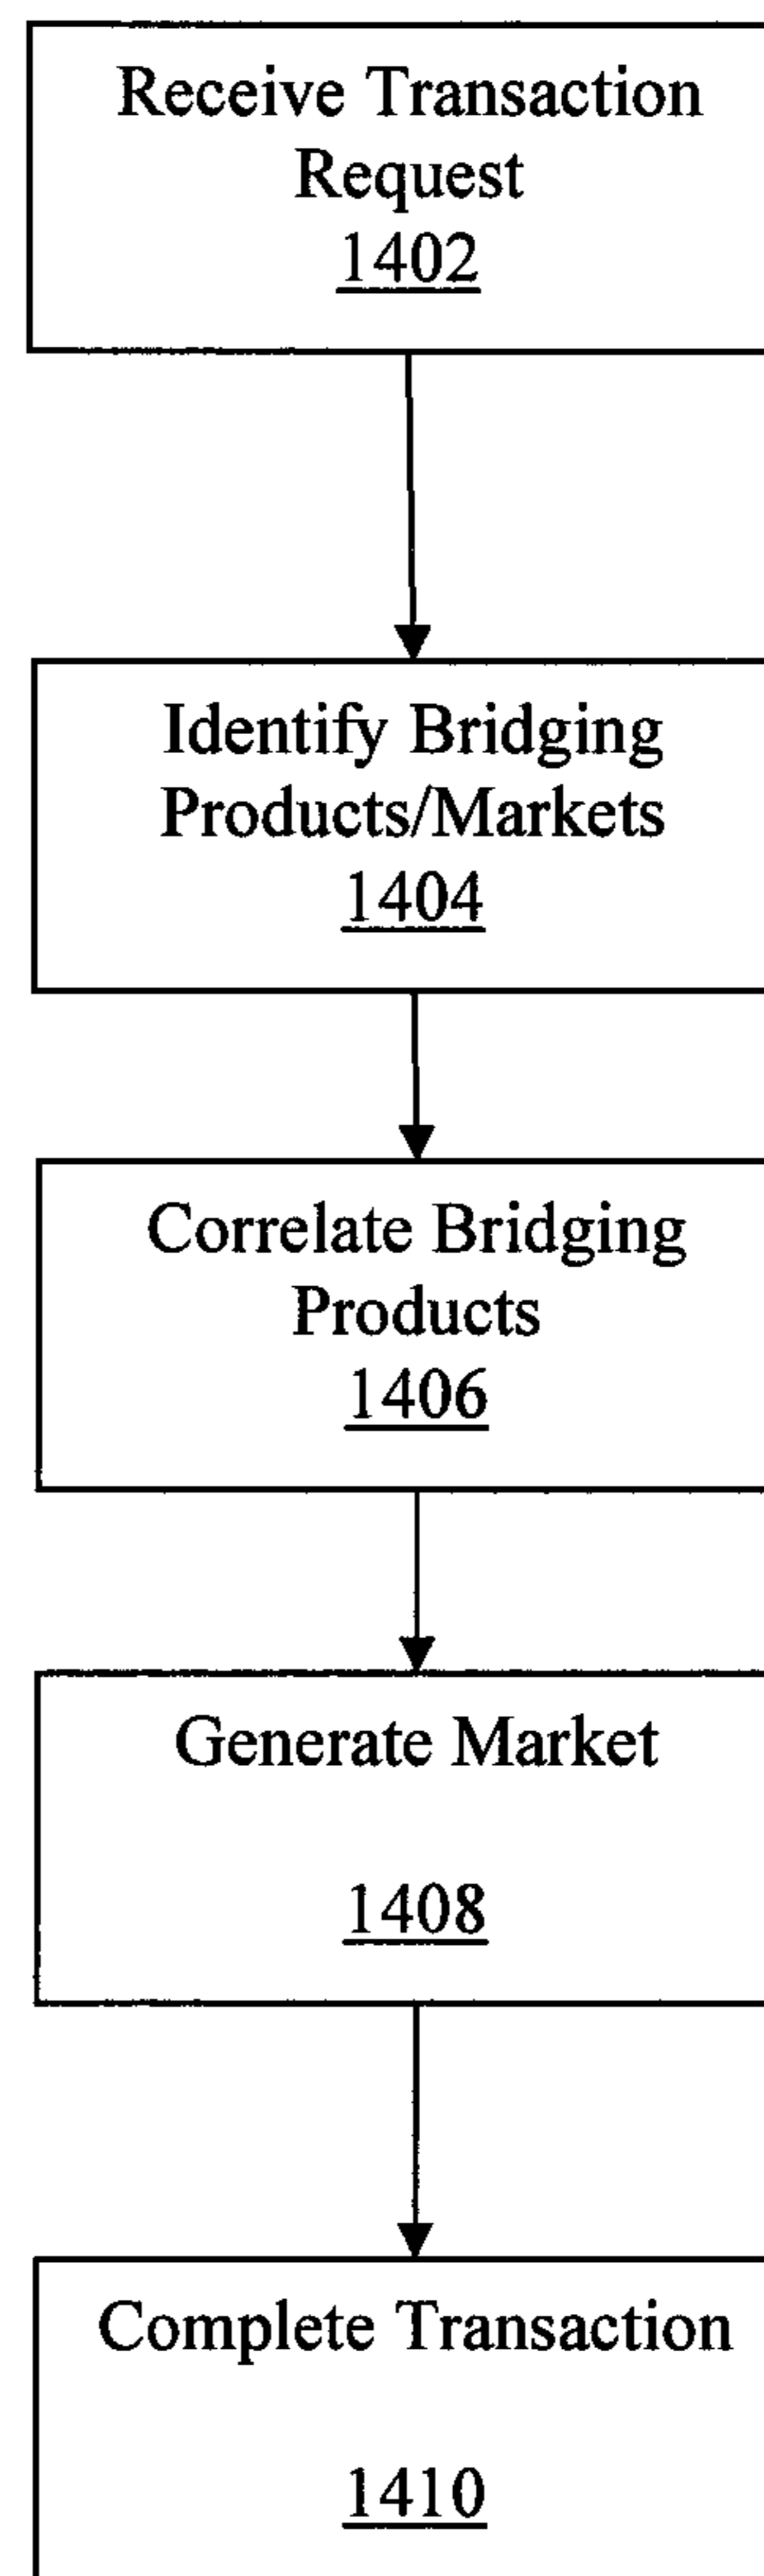 Receive Transaction
Request
1402
Identify Bridging
Products/Markets
1404
Correlate Bridging
Products
1406
Generate Market
1408
Complete Transaction
1410